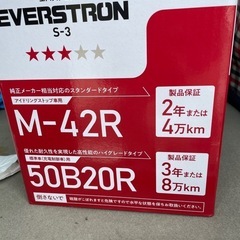 EVERSTRON
S-3
純正メーカー相当対応のスタンダードタイプ
アイドリングストップ車用
M-42R
製品保証
2年または
4万km
優れた耐久性を実現した高性能のハイグレードタイプ
標準車(充電制御車)用
50B20R
製品保証
3年または
8万km
倒さないで